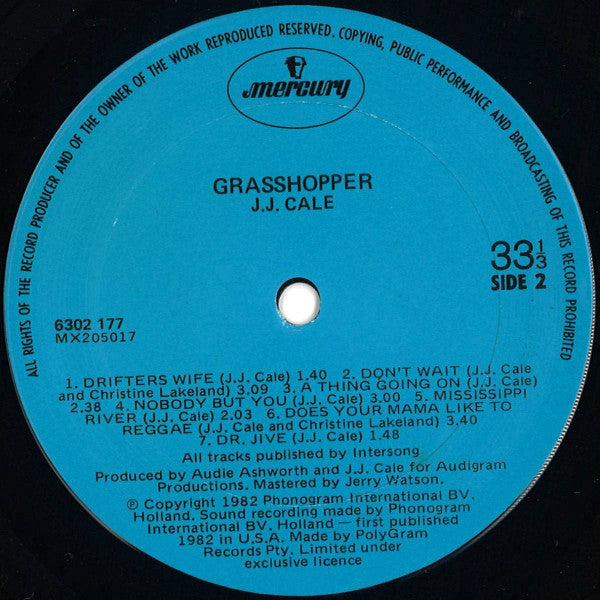 ALL RIGHTS OF THE RECORD PRODUCER AND OF THE OWNER OF THE WORK REPRODUCED RESERVED. COPYING, PUBLIC PERFORMANCE AND BROADCASTING OF THIS RECORD PROHIBITED
mercury
GRASSHOPPER
J.J. CALE
33 1/3
SIDE 2
6302 177
MX205017
1. DRIFTERS WIFE (J.J. Cale) 1.40 2. DON'T WAIT (J.J. Cale
and Christine Lakeland) 3.09 3. A THING GOING ON (J.J. Cale)
2.38 4. NOBODY BUT YOU (J.J. Cale) 3.00 5. MISSISSIPPI
RIVER (J.J. Cale) 2.03 6. DOES YOUR MAMA LIKE TO
REGGAE (J.J. Cale and Christine Lakeland) 3.40
7. DR. JIVE (J.J. Cale) 1.48
All tracks published by Intersong
Produced by Audie Ashworth and J.J. Cale for Audigram
Productions. Mastered by Jerry Watson.
℗ Copyright 1982 Phonogram International BV,
Holland. Sound recording made by Phonogram
International BV. Holland — first published
1982 in U.S.A. Made by PolyGram
Records Pty. Limited under
exclusive licence